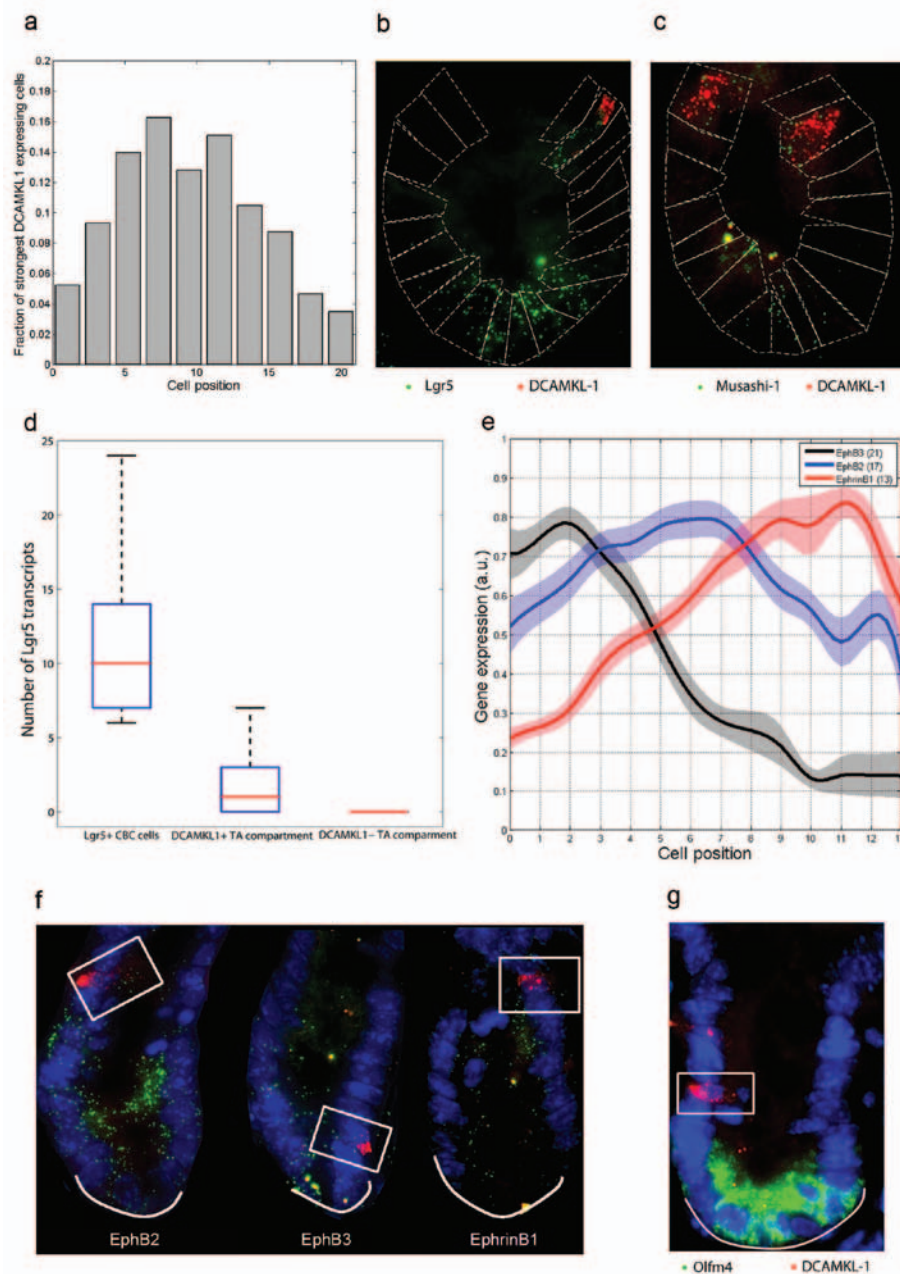 a
Fraction of strongest DCAMKL1 expressing cells
0.2
0.18
0.16
0.14
0.12
0.1
0.08
0.06
0.04
0.02
0
0 5 10 15 20
Cell position
b
Lgr5 DCAMKL-1
c
Musashi-1 DCAMKL-1
d
Number of Lgr5 transcripts
25
20
15
10
5
0
Lgr5+ CBC cells DCAMKL1+ TA compartment DCAMKL1– TA comparment
e
Gene expression (a.u.)
1
0.9
0.8
0.7
0.6
0.5
0.4
0.3
0.2
0.1
EphB3 (21)
EphB2 (17)
EphrinB1 (13)
0 1 2 3 4 5 6 7 8 9 10 11 12 13
Cell position
f
EphB2 EphB3 EphrinB1
g
Olfm4 DCAMKL-1